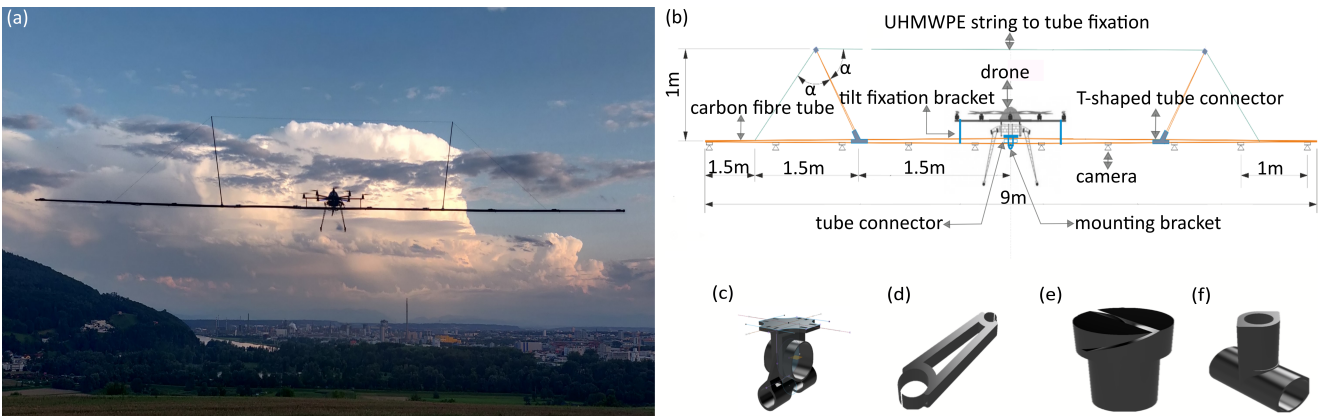 (a)
(b)
UHMWPE string to tube fixation
α
α
1m
drone
carbon fibre tube
tilt fixation bracket
T-shaped tube connector
1.5m
1.5m
1.5m
camera
1m
9m
tube connector
mounting bracket
(c)
(d)
(e)
(f)